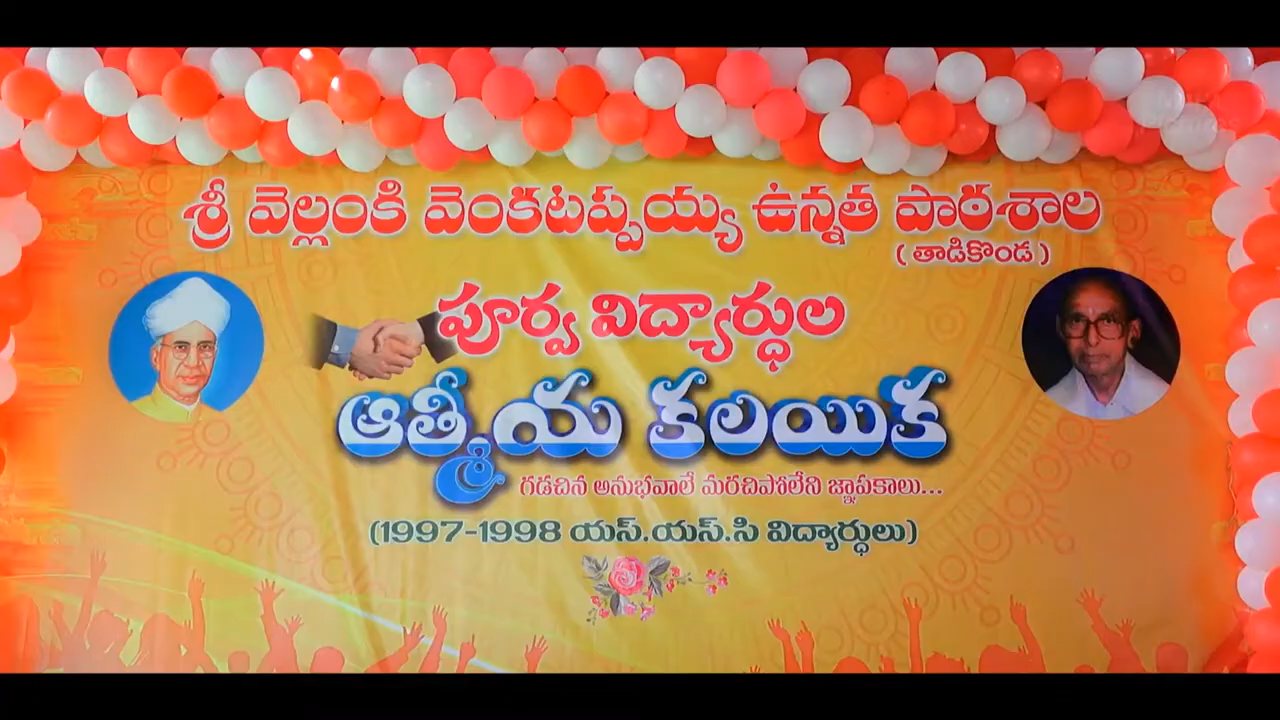 శ్రీ వెల్లంకి వెంకటప్పయ్య ఉన్నత పాఠశాల
( తాడికొండ )
పూర్వ విద్యార్ధుల
ఆత్మీయ కలయిక
గడచిన అనుభవాలే మరచిపోలేని జ్ఞాపకాలు...
(1997-1998 యస్.యస్.సి విద్యార్ధులు)